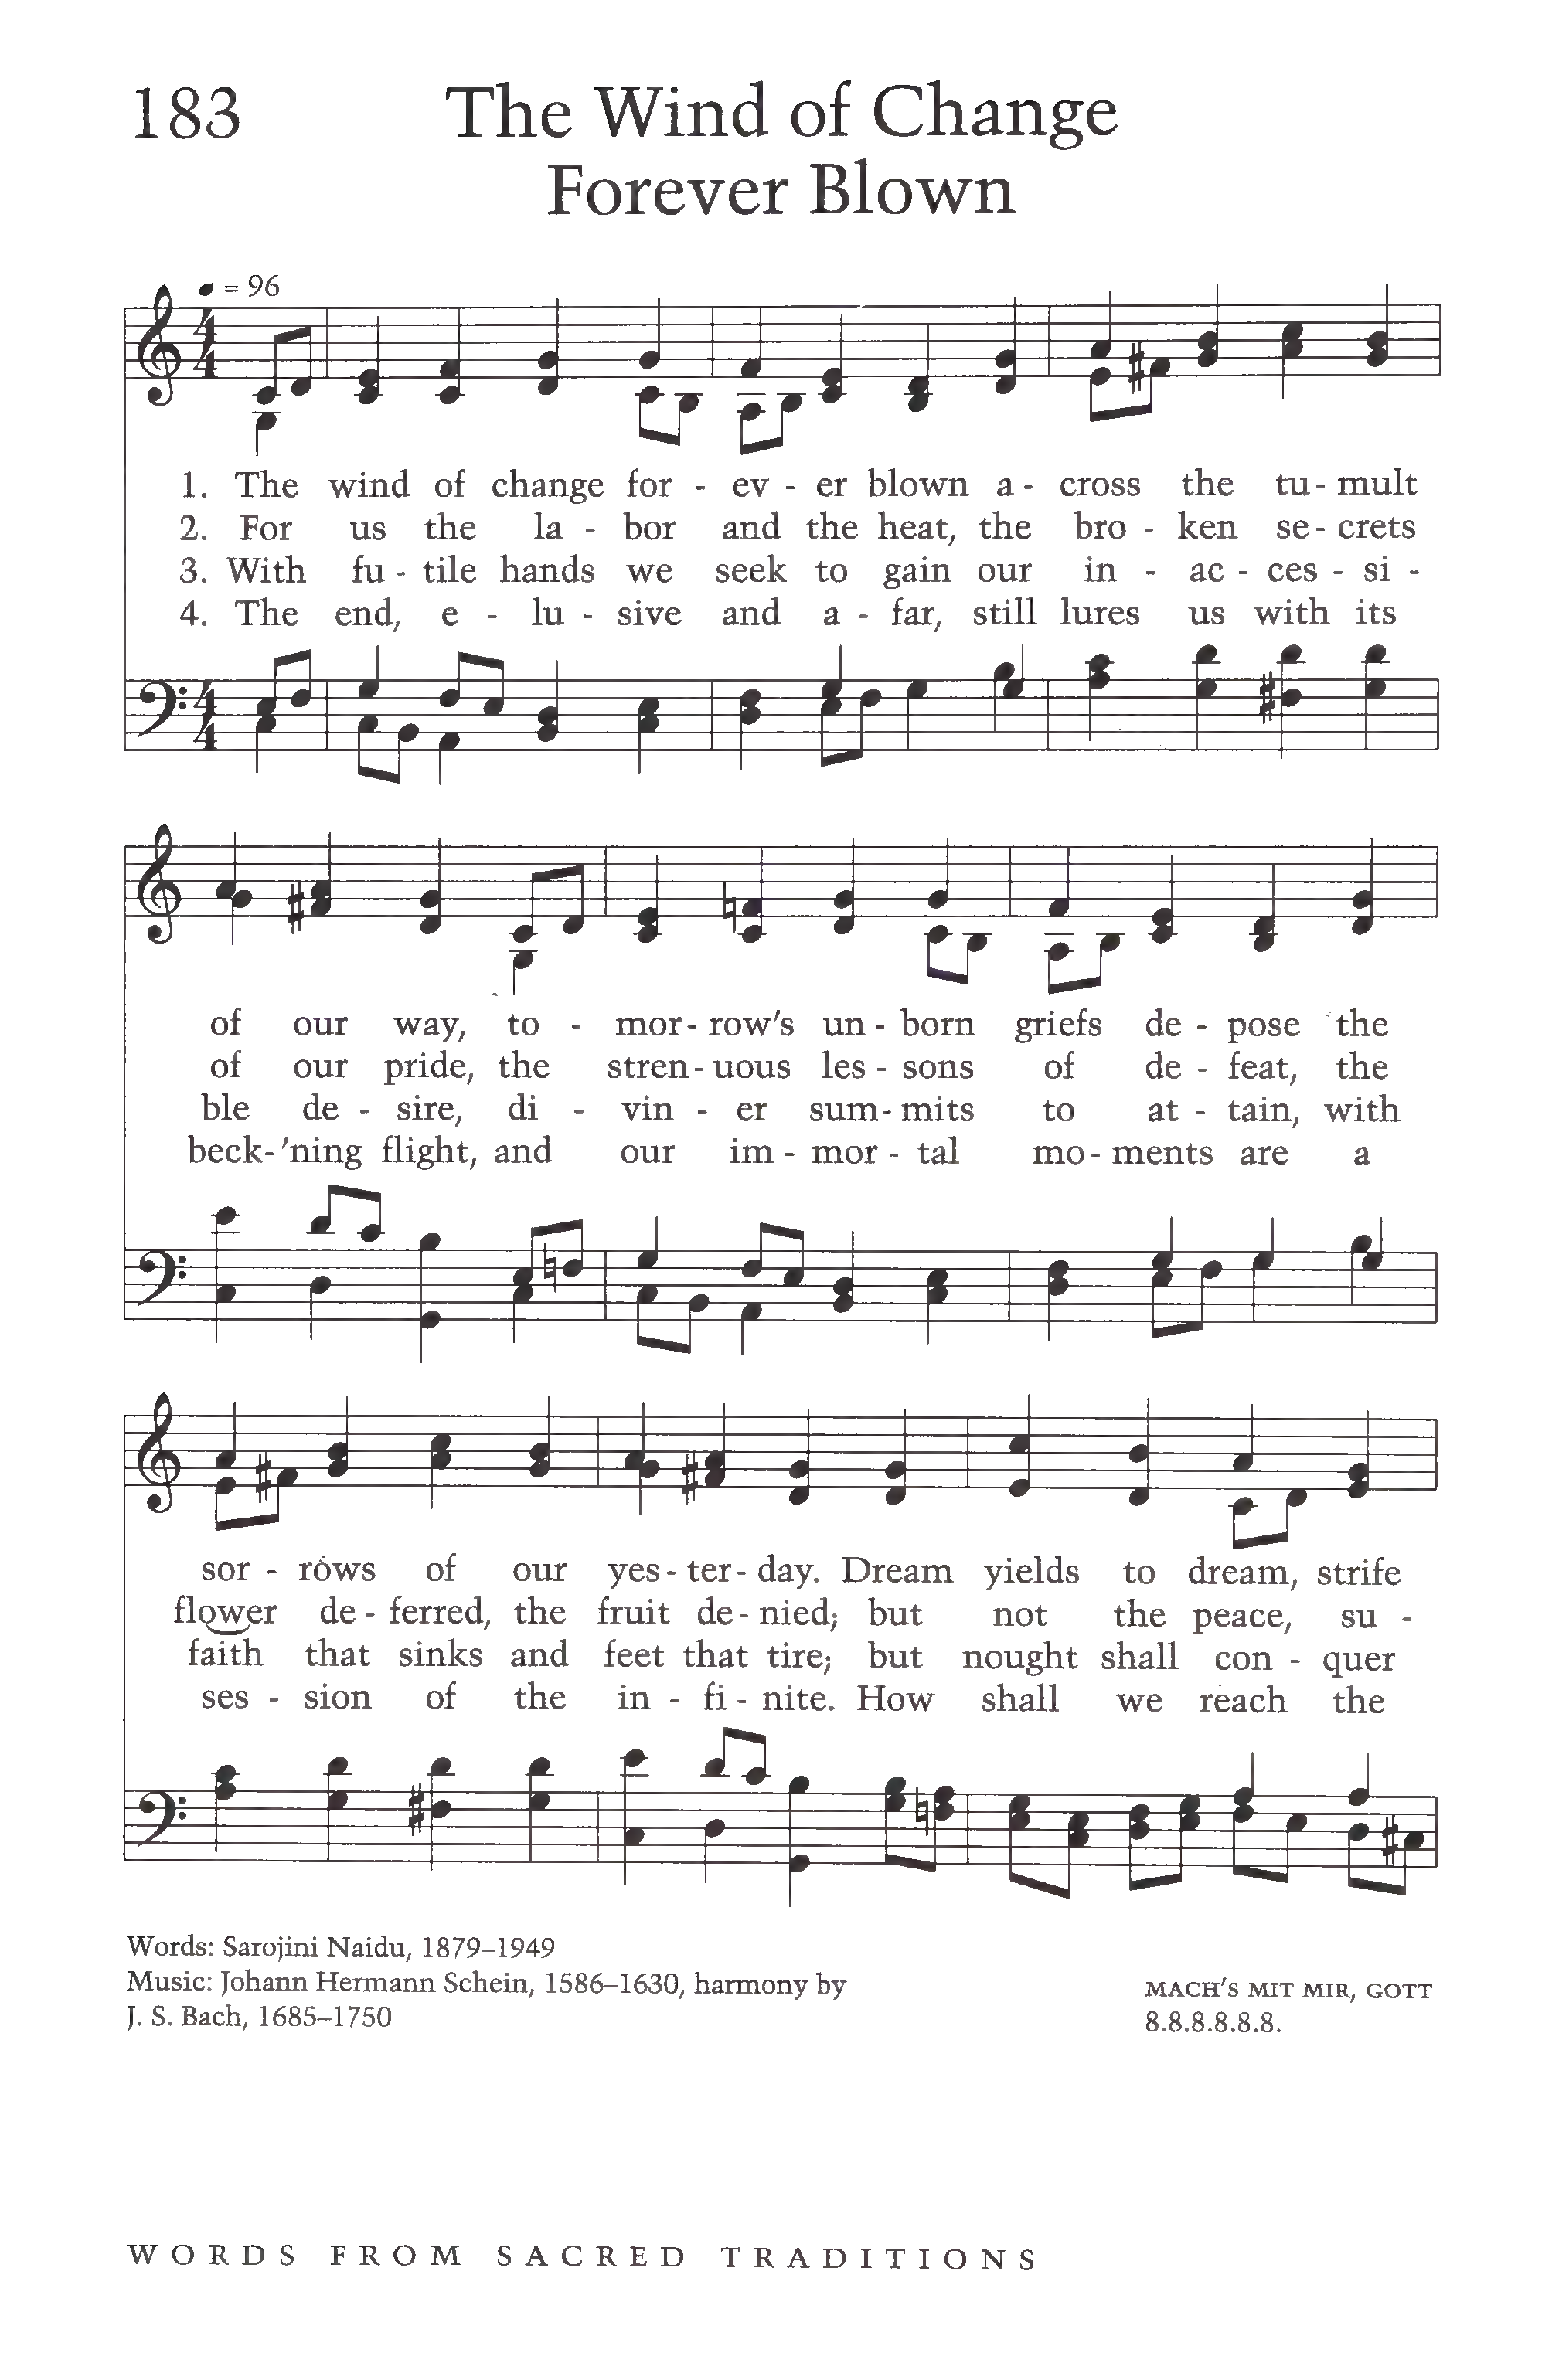 183
The Wind of Change
Forever Blown
= 96
1. The wind of change for - ev - er blown a - cross the tu - mult
2. For us the la - bor and the heat, the bro - ken se - crets
3. With fu - tile hands we seek to gain our in - ac - ces - si -
4. The end, e - lu - sive and a - far, still lures us with its
of our way, to - mor - row's un - born griefs de - pose the
of our pride, the stren - uous les - sons of de - feat, the
ble de - sire, di - vin - er sum - mits to at - tain, with
beck - 'ning flight, and our im - mor - tal mo - ments are a
sor - rows of our yes - ter - day. Dream yields to dream, strife
flower de - ferred, the fruit de - nied; but not the peace, su -
faith that sinks and feet that tire; but nought shall con - quer
ses - sion of the in - fi - nite. How shall we reach the
Words: Sarojini Naidu, 1879–1949
Music: Johann Hermann Schein, 1586–1630, harmony by
J. S. Bach, 1685–1750
MACH'S MIT MIR, GOTT
8.8.8.8.8.8.
WORDS FROM SACRED TRADITIONS